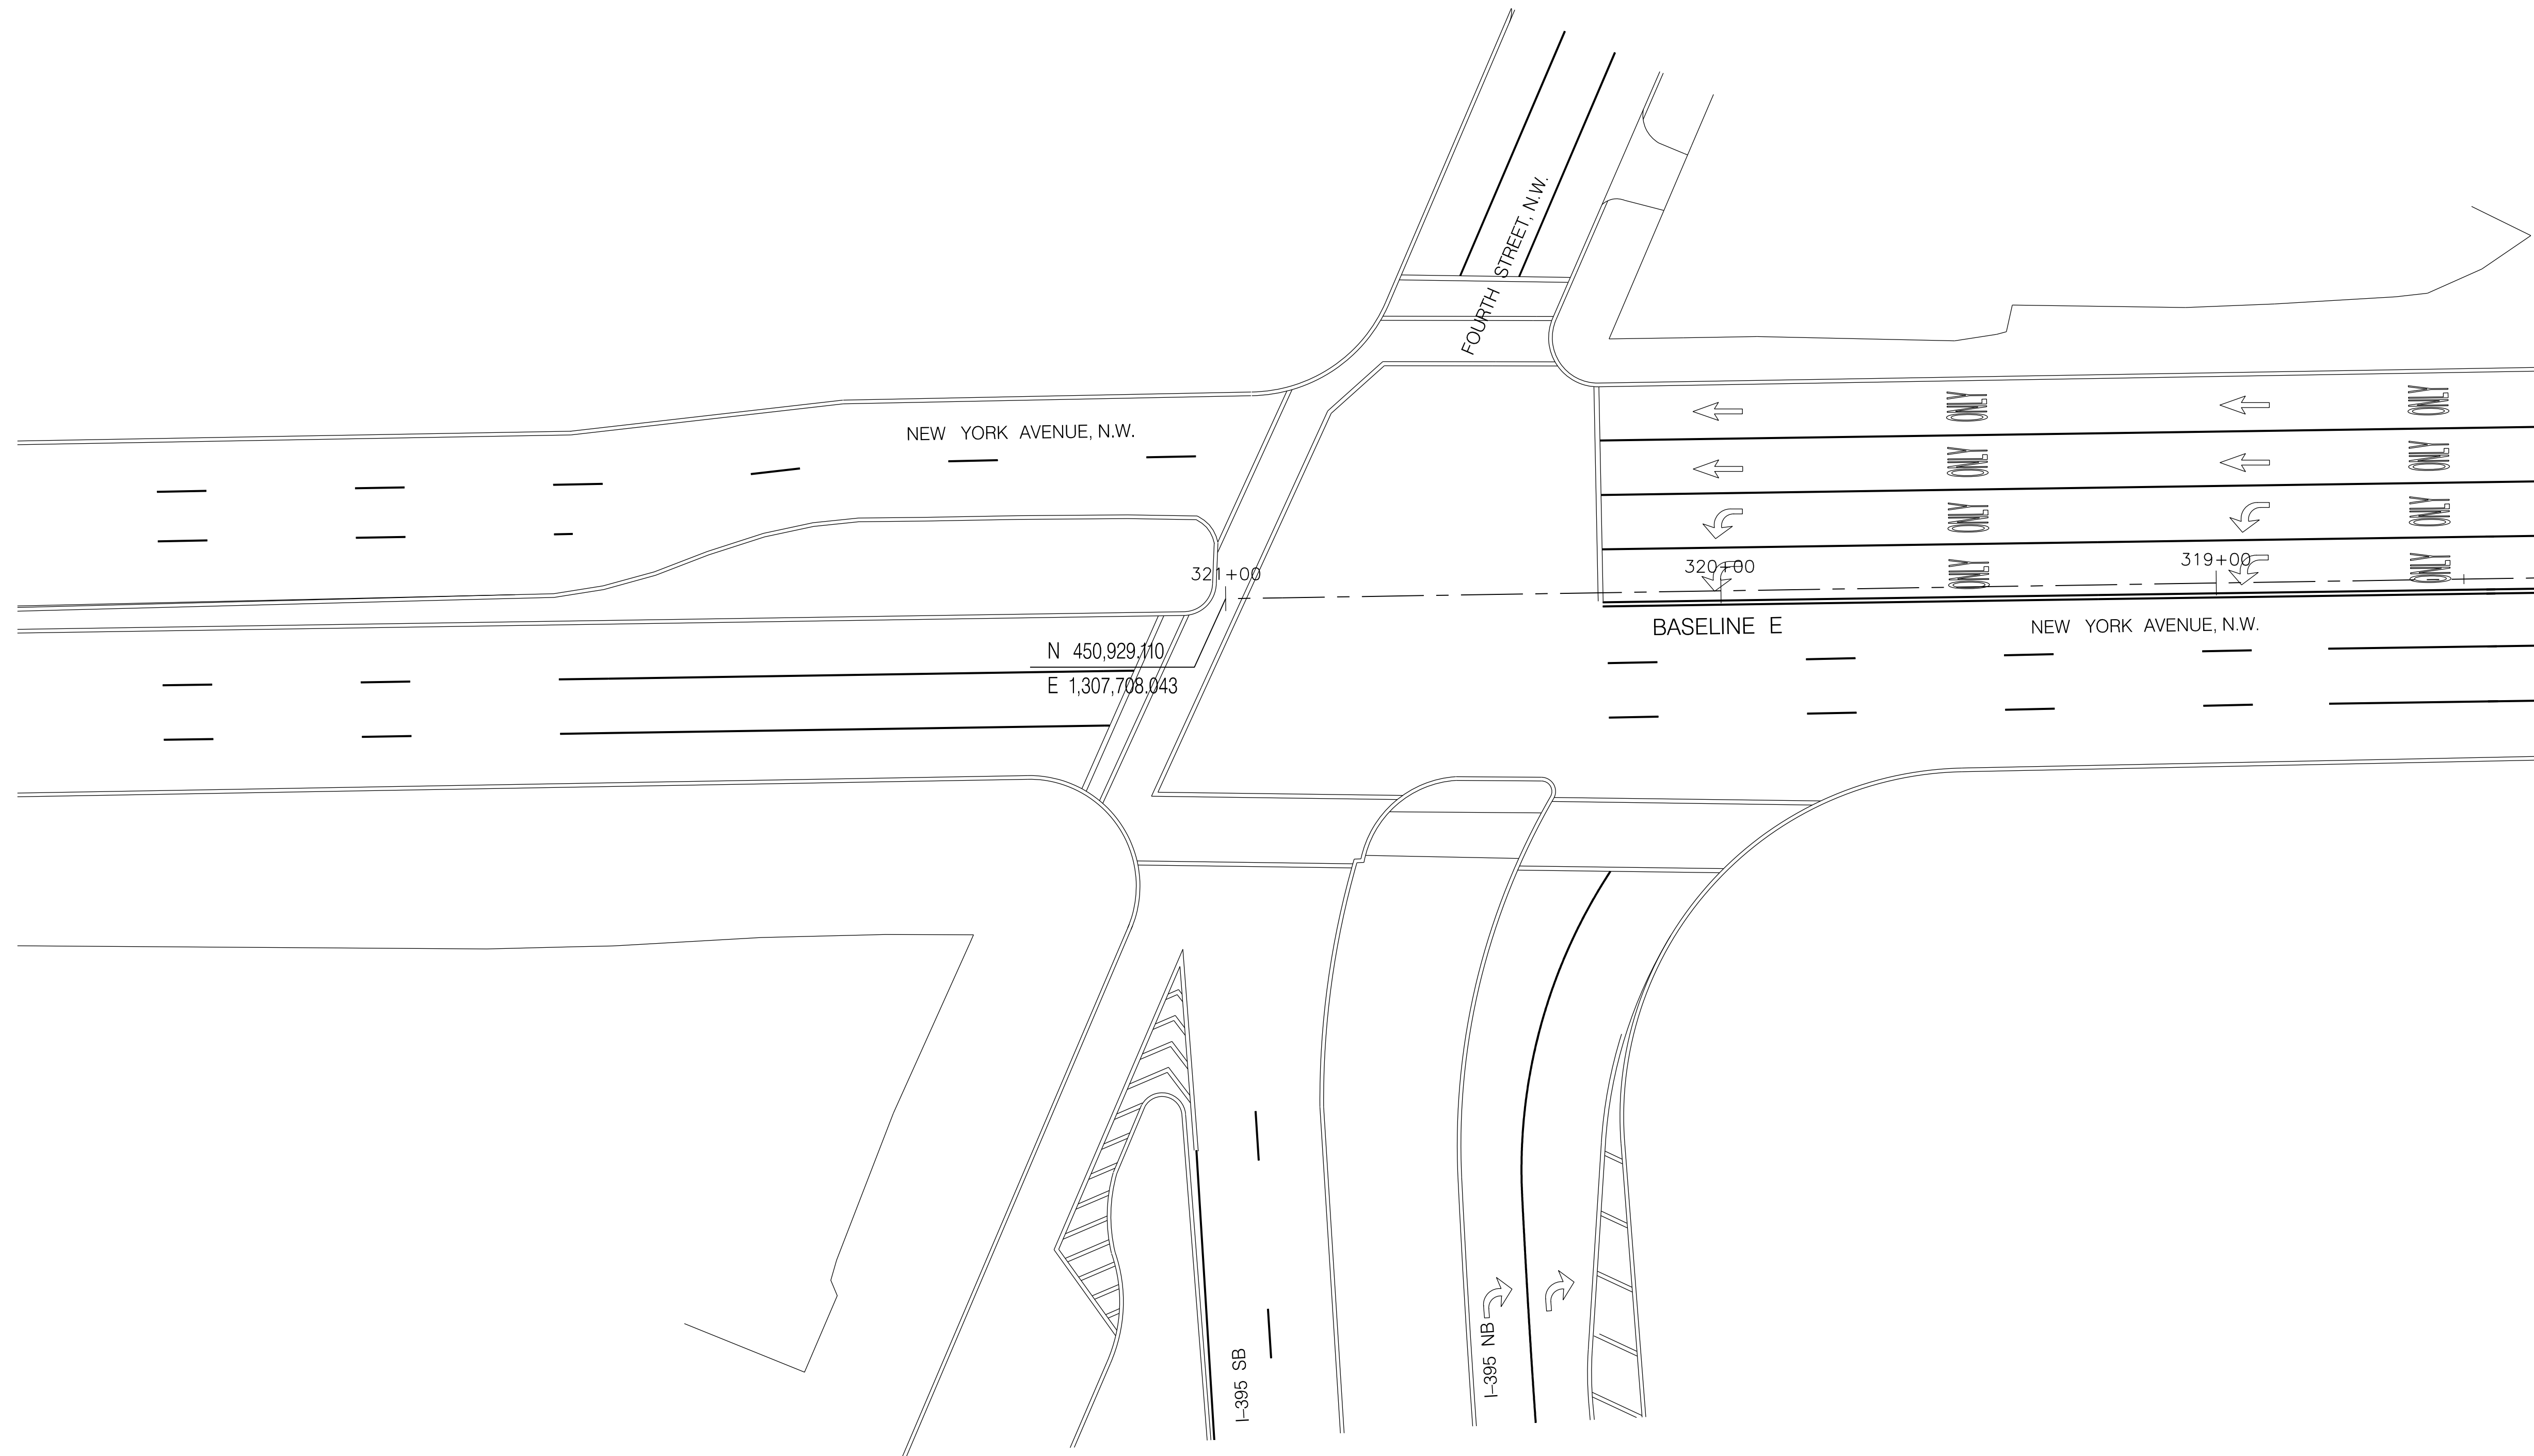 FOURTH STREET, N.W.
NEW YORK AVENUE, N.W.
ONLY
ONLY
ONLY
ONLY
ONLY
ONLY
ONLY
ONLY
321+00
320+00
319+00
BASELINE E
NEW YORK AVENUE, N.W.
N 450,929.110
E 1,307,708.043
I-395 SB
I-395 NB